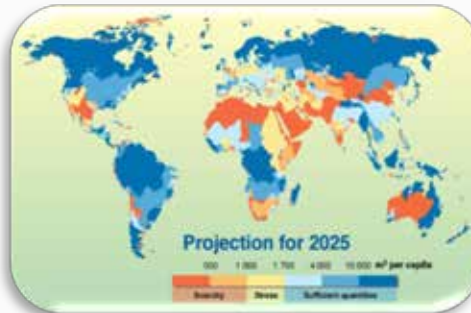 Projection for 2025
500 1 000 1 700 4 000 10 000 m³ per capita
Scarcity Stress Sufficient quantities